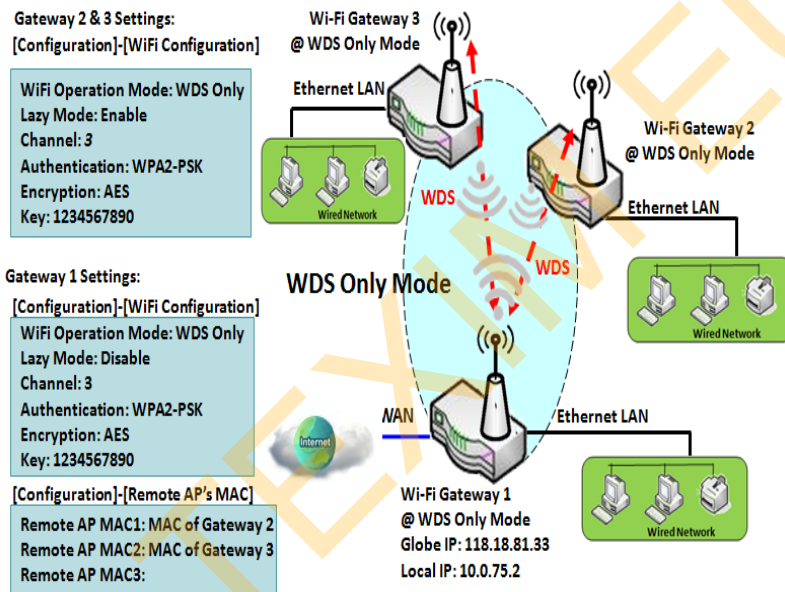 Gateway 2 & 3 Settings:
[Configuration]-[WiFi Configuration]
WiFi Operation Mode: WDS Only
Lazy Mode: Enable
Channel: 3
Authentication: WPA2-PSK
Encryption: AES
Key: 1234567890
Wi-Fi Gateway 3
@ WDS Only Mode
Ethernet LAN
Wired Network
Wi-Fi Gateway 2
@ WDS Only Mode
Ethernet LAN
Wired Network
WDS
WDS
WDS Only Mode
Gateway 1 Settings:
[Configuration]-[WiFi Configuration]
WiFi Operation Mode: WDS Only
Lazy Mode: Disable
Channel: 3
Authentication: WPA2-PSK
Encryption: AES
Key: 1234567890
[Configuration]-[Remote AP's MAC]
Remote AP MAC1: MAC of Gateway 2
Remote AP MAC2: MAC of Gateway 3
Remote AP MAC3:
Internet
WAN
Ethernet LAN
Wired Network
Wi-Fi Gateway 1
@ WDS Only Mode
Globe IP: 118.18.81.33
Local IP: 10.0.75.2